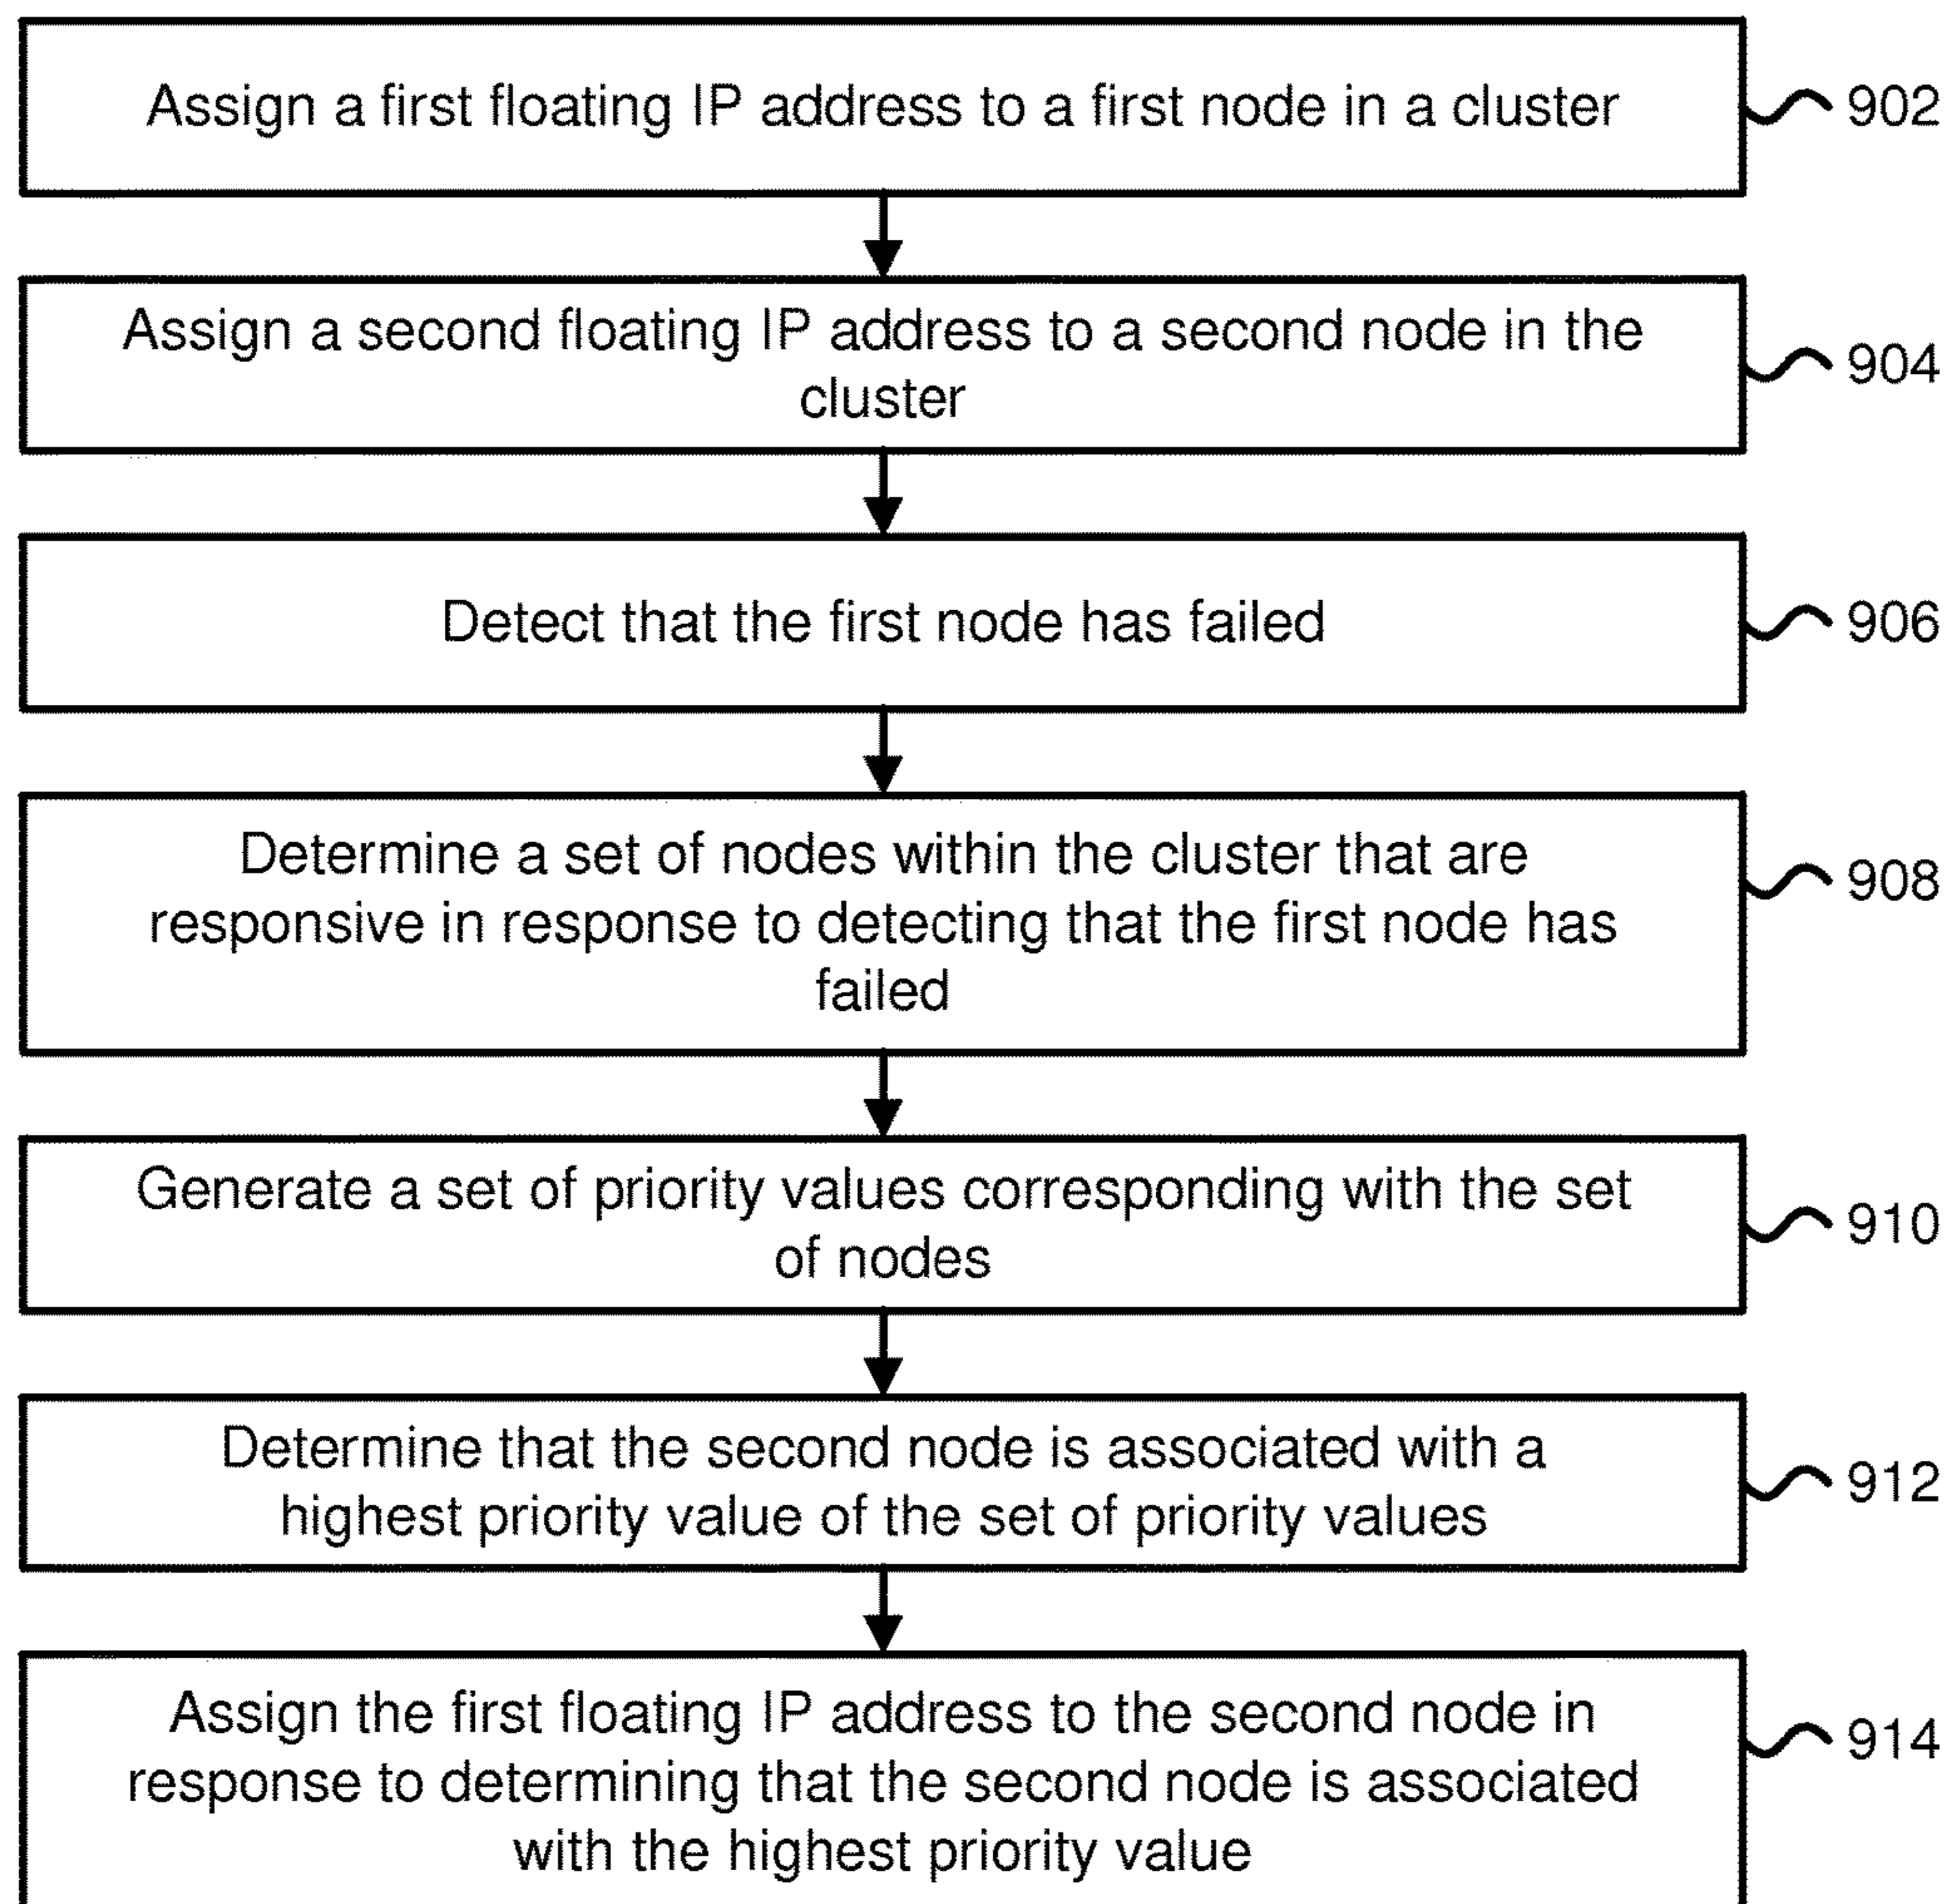 Assign a first floating IP address to a first node in a cluster
902
Assign a second floating IP address to a second node in the
cluster
904
Detect that the first node has failed
906
Determine a set of nodes within the cluster that are
responsive in response to detecting that the first node has
failed
908
Generate a set of priority values corresponding with the set
of nodes
910
Determine that the second node is associated with a
highest priority value of the set of priority values
912
Assign the first floating IP address to the second node in
response to determining that the second node is associated
with the highest priority value
914